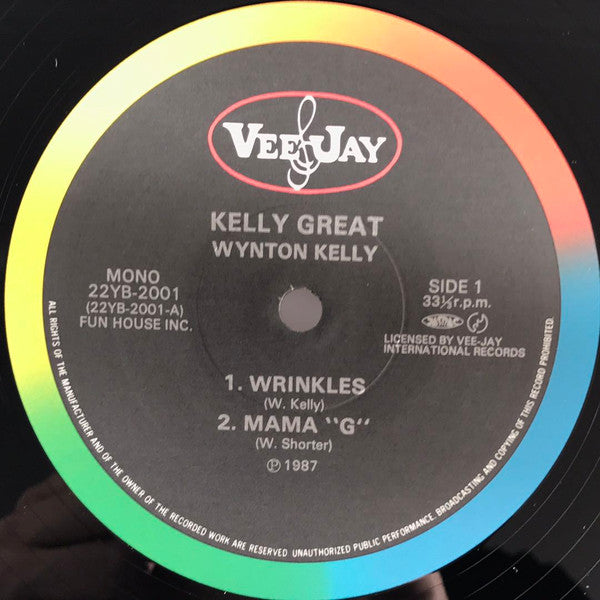 VEE JAY
KELLY GREAT
WYNTON KELLY
MONO
22YB-2001
(22YB-2001-A)
FUN HOUSE INC.
SIDE 1
33⅓r.p.m.
LICENSED BY VEE-JAY
INTERNATIONAL RECORDS
1. WRINKLES
(W. Kelly)
2. MAMA "G"
(W. Shorter)
℗ 1987
ALL RIGHTS OF THE MANUFACTURER AND OF THE OWNER OF THE RECORDED WORK ARE RESERVED UNAUTHORIZED PUBLIC PERFORMANCE. BROADCASTING AND COPYING OF THIS RECORD PROHIBITED.